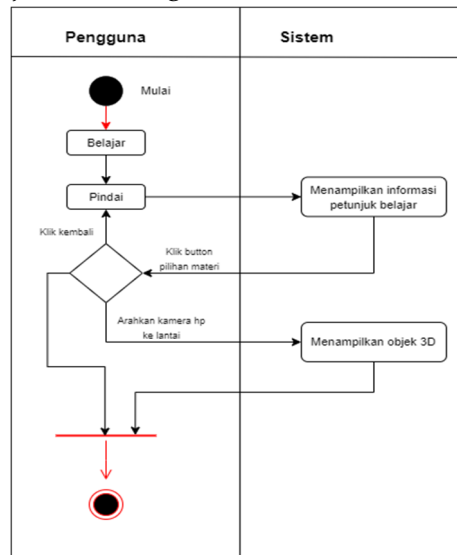 Pengguna
Sistem
Mulai
Belajar
Pindai
Menampilkan informasi
petunjuk belajar
Klik kembali
Klik button
pilihan materi
Arahkan kamera hp
ke lantai
Menampilkan objek 3D